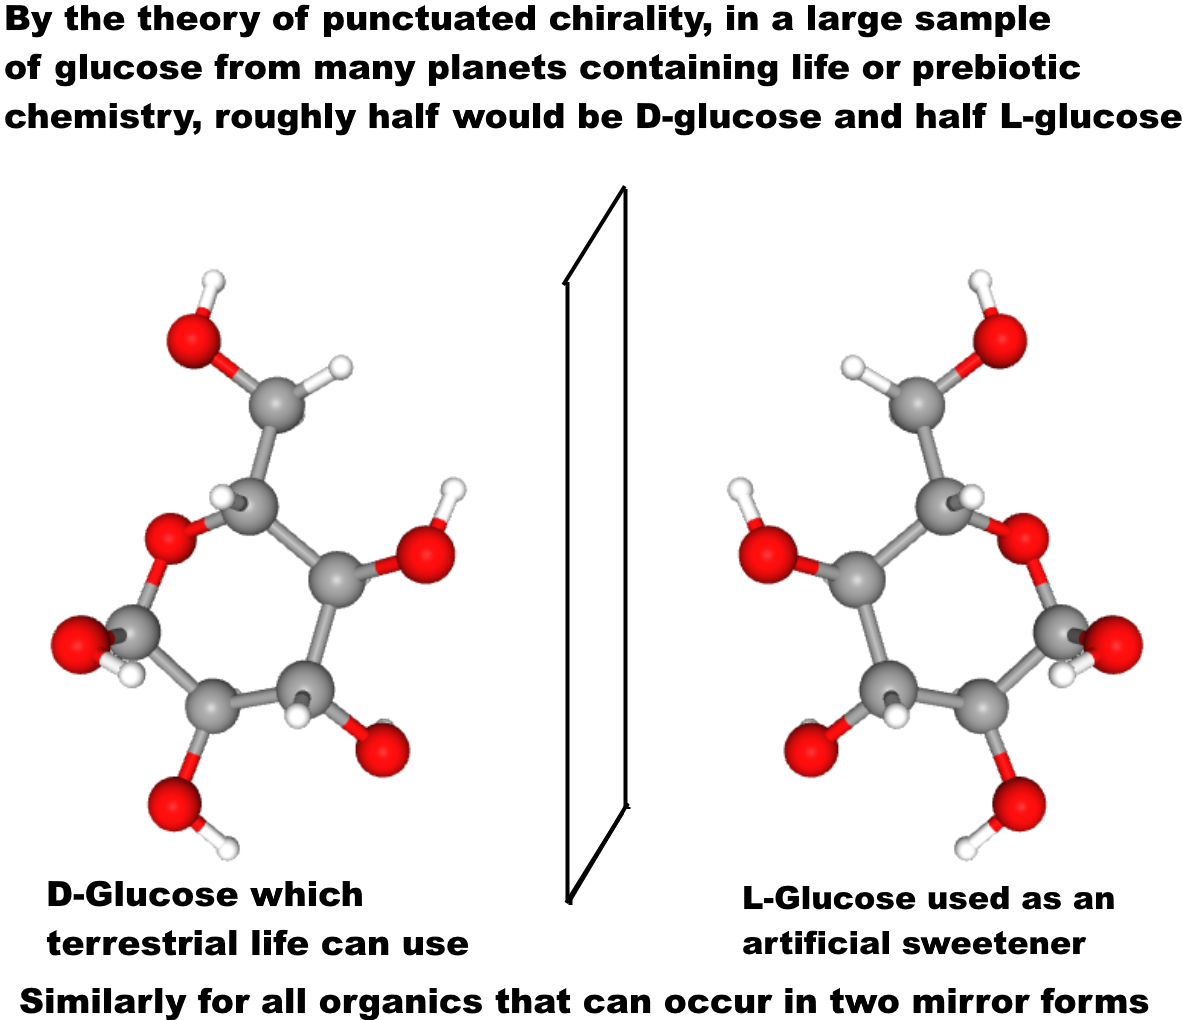 By the theory of punctuated chirality, in a large sample
of glucose from many planets containing life or prebiotic
chemistry, roughly half would be D-glucose and half L-glucose
D-Glucose which
terrestrial life can use
L-Glucose used as an
artificial sweetener
Similarly for all organics that can occur in two mirror forms